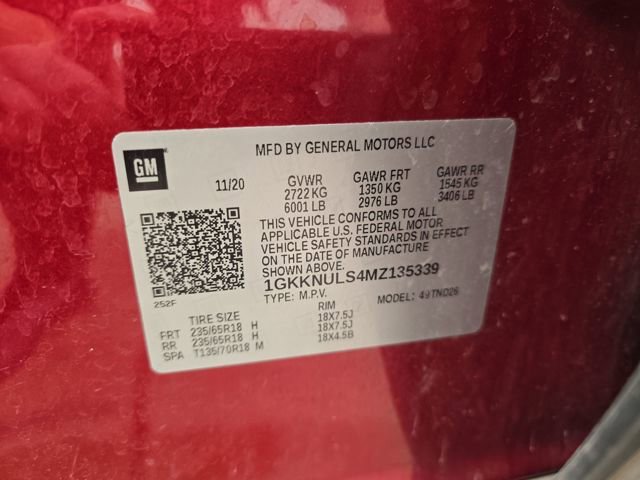 GM
MFD BY GENERAL MOTORS LLC
11/20 GVWR GAWR FRT GAWR RR
2722 KG 1350 KG 1545 KG
6001 LB 2976 LB 3406 LB
THIS VEHICLE CONFORMS TO ALL
APPLICABLE U.S. FEDERAL MOTOR
VEHICLE SAFETY STANDARDS IN EFFECT
ON THE DATE OF MANUFACTURE
SHOWN ABOVE.
252F
1GKKNULS4MZ135339
TYPE: M.P.V. MODEL: 49TND26
TIRE SIZE RIM
FRT 235/65R18 H 18X7.5J
RR 235/65R18 H 18X7.5J
SPA T135/70R18 M 18X4.5B